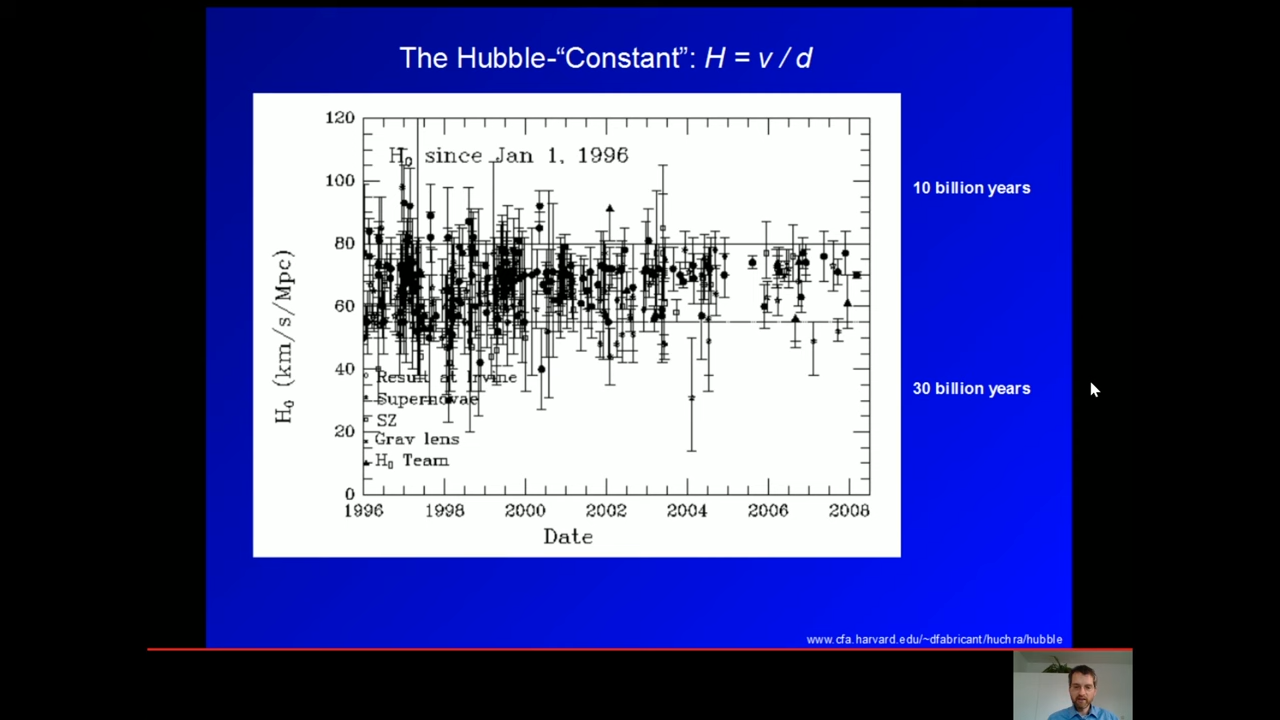 The Hubble-“Constant”: H = v / d
120
100
80
60
40
20
0
H0 since Jan 1, 1996
Result at Irvine
Supernovae
SZ
Grav lens
H0 Team
H0 (km/s/Mpc)
1996 1998 2000 2002 2004 2006 2008
Date
10 billion years
30 billion years
www.cfa.harvard.edu/~dfabricant/huchra/hubble